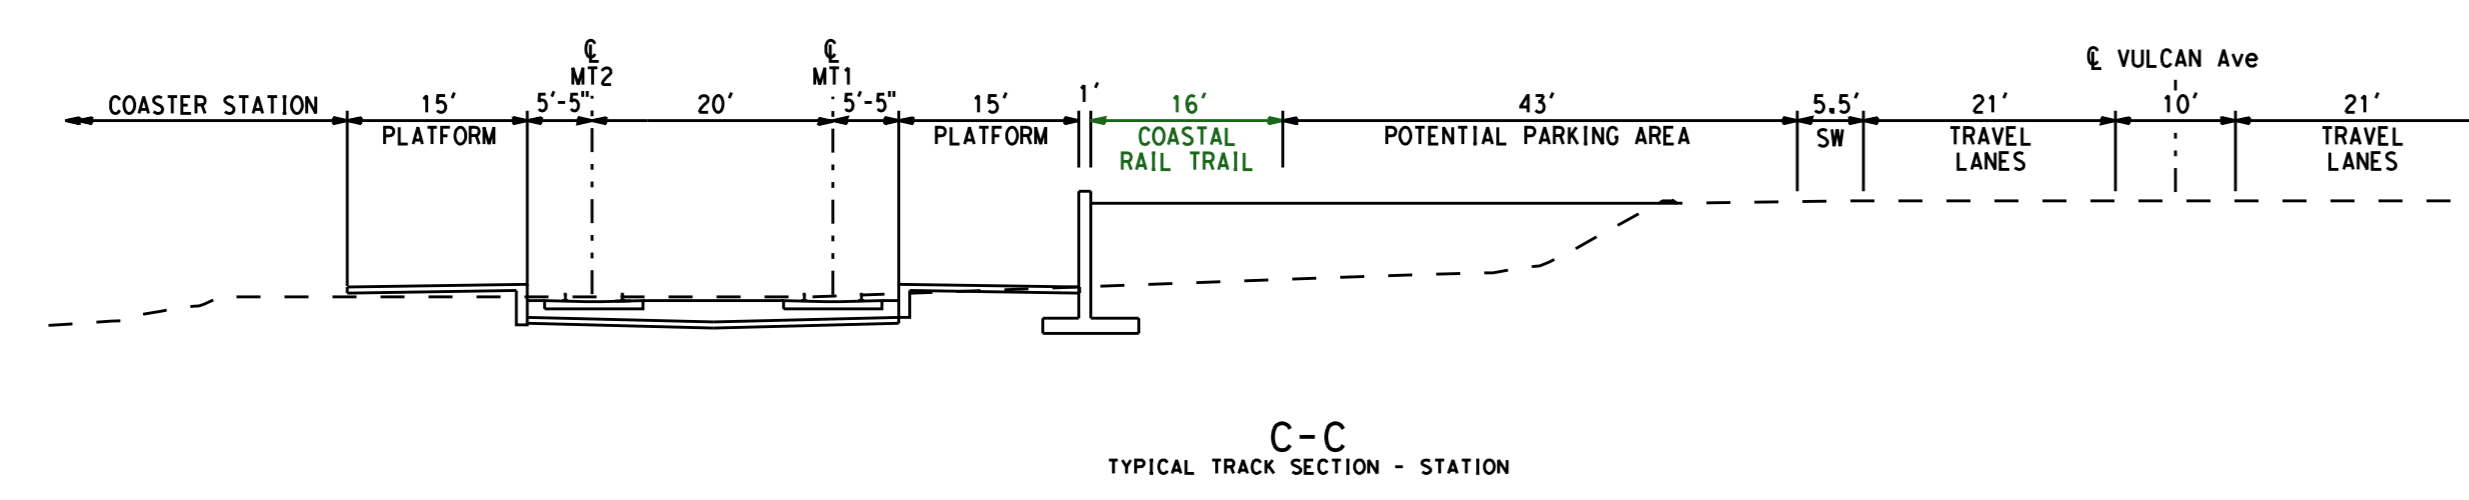 ℄ MT2
℄ MT1
℄ VULCAN Ave
COASTER STATION 15' 5'-5" 20' 5'-5" 15' 1' 16' 43' 5.5' 21' 10' 21'
PLATFORM PLATFORM COASTAL POTENTIAL PARKING AREA SW TRAVEL TRAVEL
RAIL TRAIL LANES LANES
C-C
TYPICAL TRACK SECTION - STATION